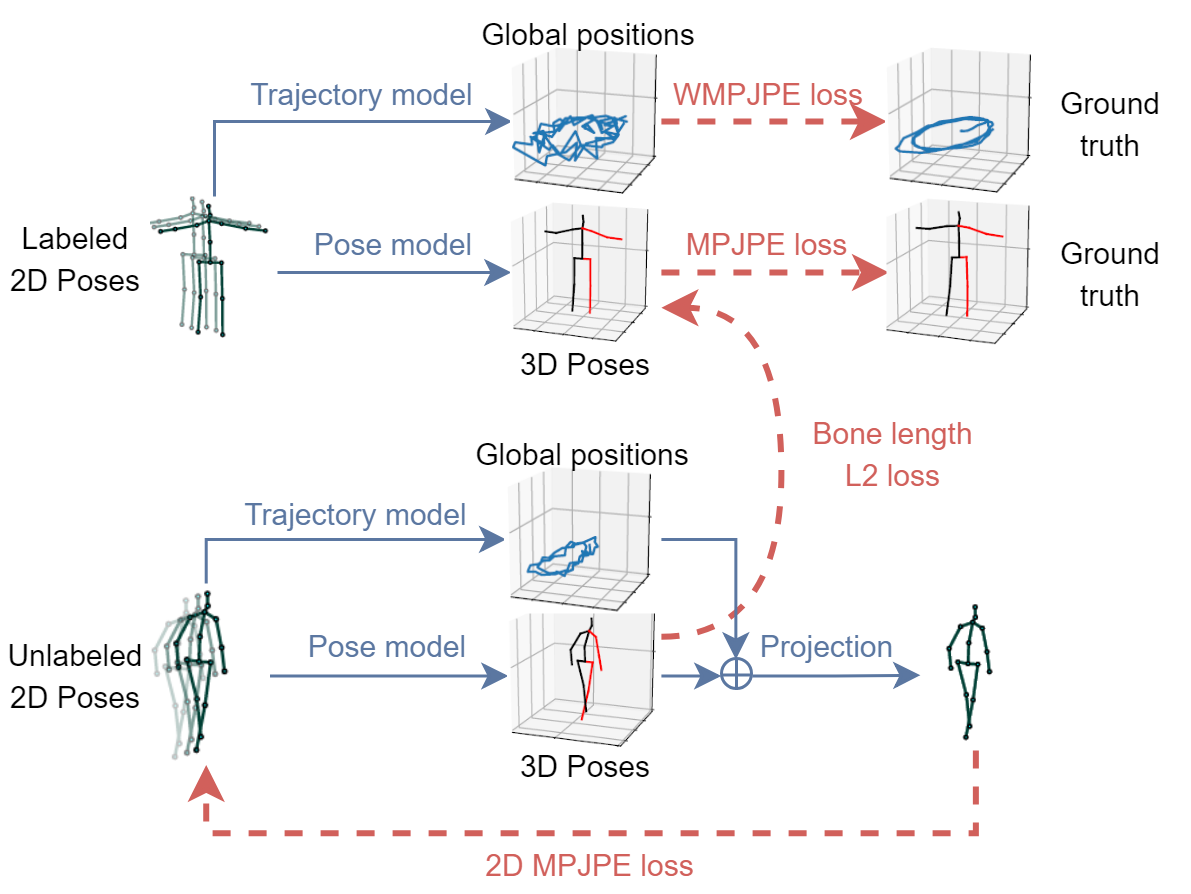 Global positions
Trajectory model
WMPJPE loss
Ground
truth
Labeled
2D Poses
Pose model
MPJPE loss
Ground
truth
3D Poses
Bone length
L2 loss
Global positions
Trajectory model
Unlabeled
2D Poses
Pose model
Projection
3D Poses
2D MPJPE loss